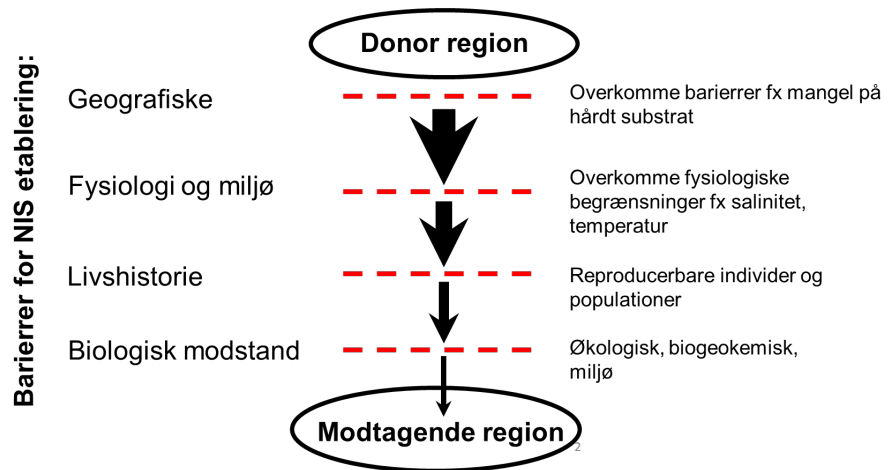 Barierrer for NIS etablering:
Donor region
Geografiske
Overkomme barierrer fx mangel på
hårdt substrat
Fysiologi og miljø
Overkomme fysiologiske
begrænsninger fx salinitet,
temperatur
Livshistorie
Reproducerbare individer og
populationer
Biologisk modstand
Økologisk, biogeokemisk,
miljø
Modtagende region
2